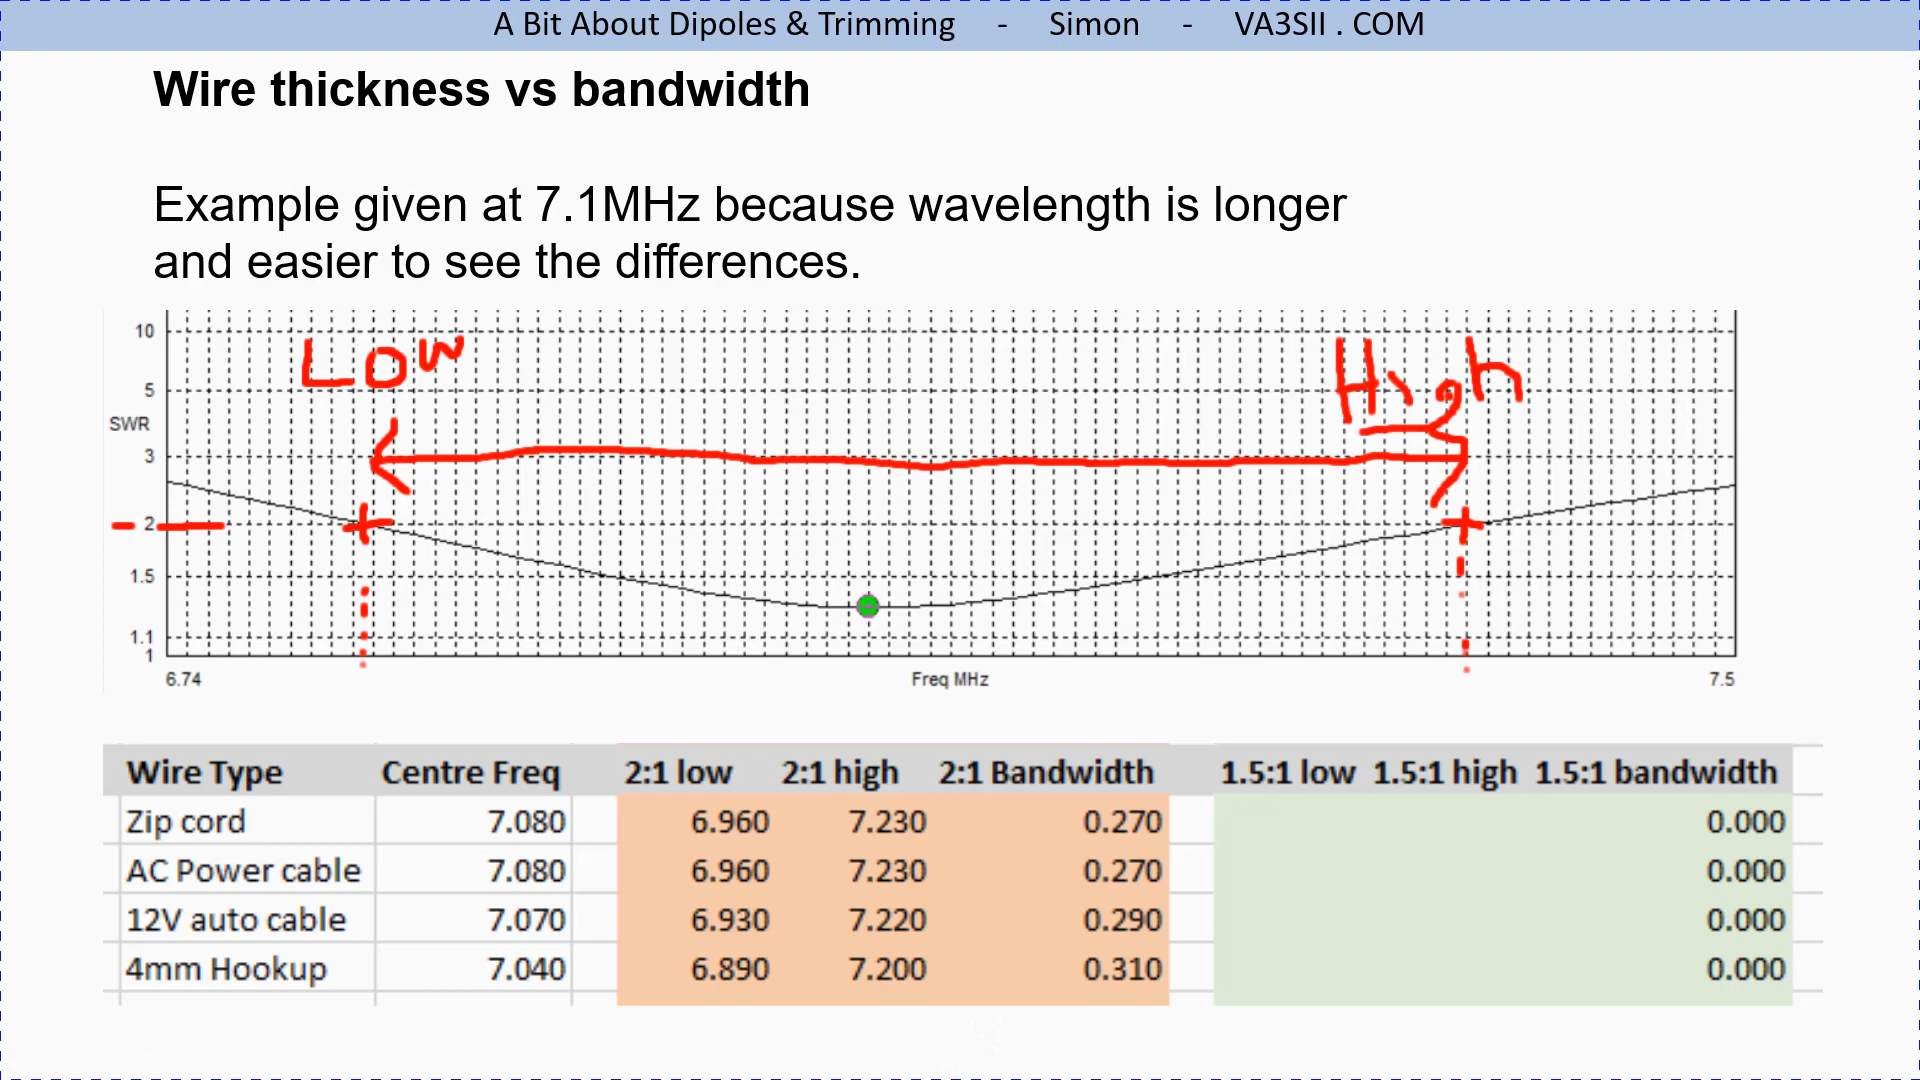 A Bit About Dipoles & Trimming - Simon - VA3SII . COM
Wire thickness vs bandwidth
Example given at 7.1MHz because wavelength is longer
and easier to see the differences.
10
Low High
5
SWR
3
2
1.5
1.1
1
6.74 Freq MHz 7.5
Wire Type Centre Freq 2:1 low 2:1 high 2:1 Bandwidth 1.5:1 low 1.5:1 high 1.5:1 bandwidth
Zip cord 7.080 6.960 7.230 0.270 0.000
AC Power cable 7.080 6.960 7.230 0.270 0.000
12V auto cable 7.070 6.930 7.220 0.290 0.000
4mm Hookup 7.040 6.890 7.200 0.310 0.000